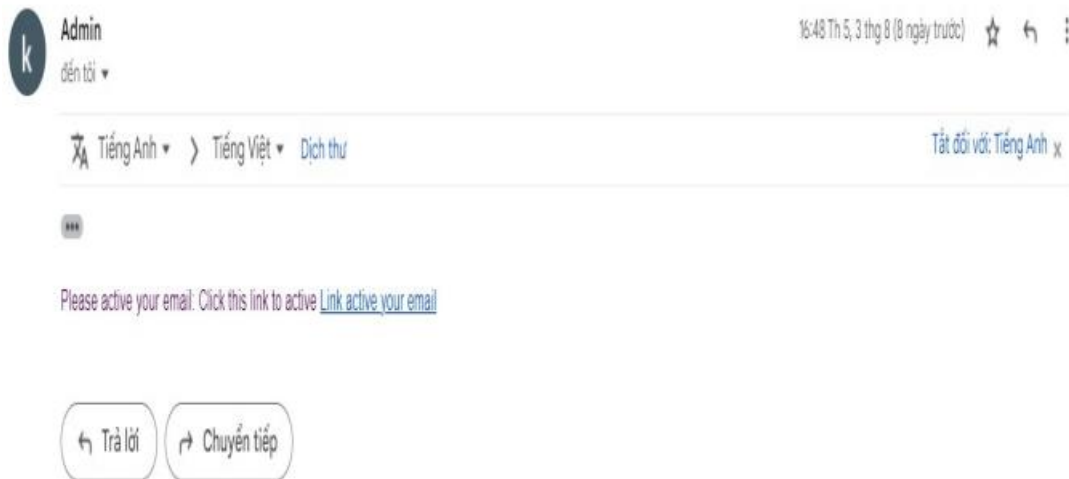 k
Admin
16:48 Th 5, 3 thg 8 (8 ngày trước)
đến tôi
Tiếng Anh > Tiếng Việt Dịch thư
Tắt đối với: Tiếng Anh x
Please active your email: Click this link to active Link active your email
Trả lời
Chuyển tiếp